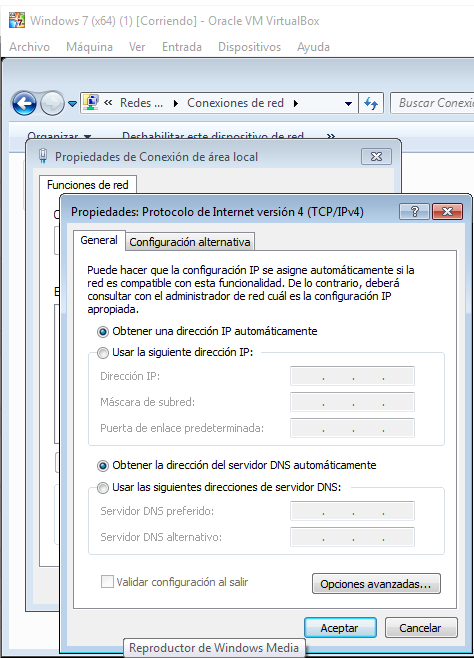 Windows 7 (x64) (1) [Corriendo] - Oracle VM VirtualBox
Archivo Máquina Ver Entrada Dispositivos Ayuda
« Redes ... Conexiones de red Buscar Conexi
Organizar Deshabilitar este dispositivo de red »
Propiedades de Conexión de área local
Funciones de red
Propiedades: Protocolo de Internet versión 4 (TCP/IPv4)
General Configuración alternativa
Puede hacer que la configuración IP se asigne automáticamente si la
red es compatible con esta funcionalidad. De lo contrario, deberá
consultar con el administrador de red cuál es la configuración IP
apropiada.
Obtener una dirección IP automáticamente
Usar la siguiente dirección IP:
Dirección IP: . . .
Máscara de subred: . . .
Puerta de enlace predeterminada: . . .
Obtener la dirección del servidor DNS automáticamente
Usar las siguientes direcciones de servidor DNS:
Servidor DNS preferido: . . .
Servidor DNS alternativo: . . .
Validar configuración al salir
Opciones avanzadas...
Aceptar Cancelar
Reproductor de Windows Media